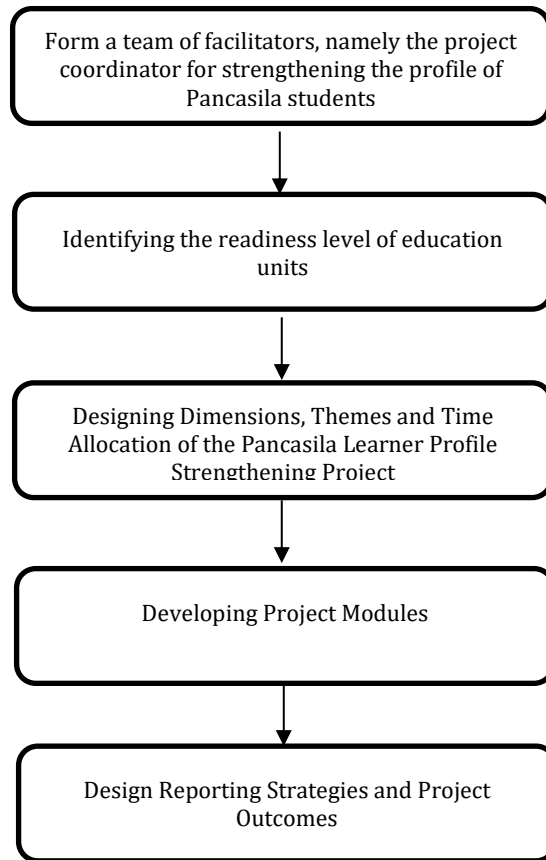 Form a team of facilitators, namely the project
coordinator for strengthening the profile of
Pancasila students
Identifying the readiness level of education
units
Designing Dimensions, Themes and Time
Allocation of the Pancasila Learner Profile
Strengthening Project
Developing Project Modules
Design Reporting Strategies and Project
Outcomes